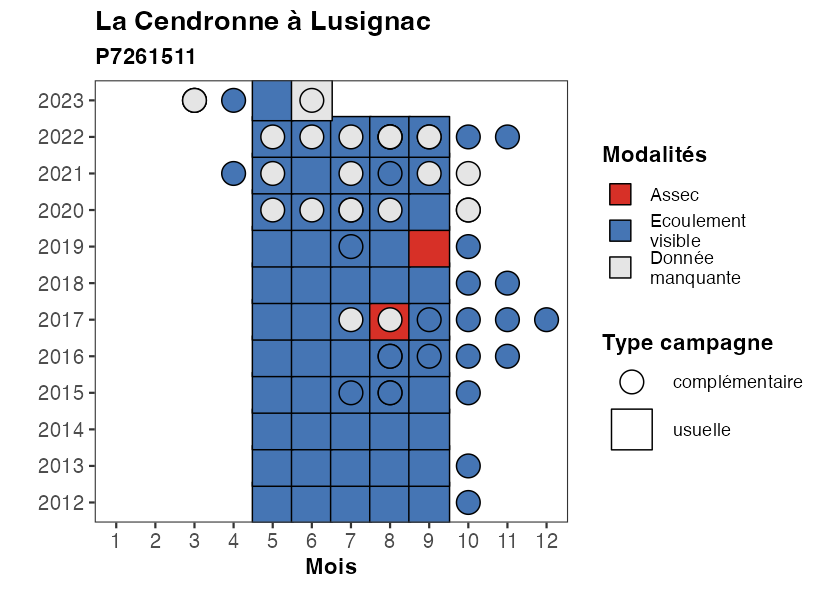 La Cendronne à Lusignac
P7261511
2023
2022
2021
2020
2019
2018
2017
2016
2015
2014
2013
2012
1 2 3 4 5 6 7 8 9 10 11 12
Mois
Modalités
Assec
Ecoulement
visible
Donnée
manquante
Type campagne
complémentaire
usuelle